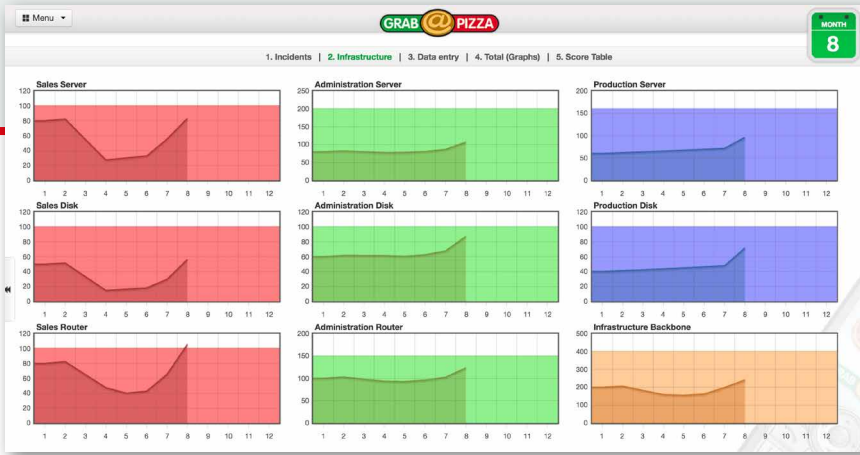 Menu
GRAB @ PIZZA
MONTH
8
1. Incidents | 2. Infrastructure | 3. Data entry | 4. Total (Graphs) | 5. Score Table
Sales Server
120
100
80
60
40
20
0
1 2 3 4 5 6 7 8 9 10 11 12
Administration Server
250
200
150
100
50
0
1 2 3 4 5 6 7 8 9 10 11 12
Production Server
200
150
100
50
0
1 2 3 4 5 6 7 8 9 10 11 12
Sales Disk
120
100
80
60
40
20
0
1 2 3 4 5 6 7 8 9 10 11 12
Administration Disk
120
100
80
60
40
20
0
1 2 3 4 5 6 7 8 9 10 11 12
Production Disk
120
100
80
60
40
20
0
1 2 3 4 5 6 7 8 9 10 11 12
Sales Router
120
100
80
60
40
20
0
1 2 3 4 5 6 7 8 9 10 11 12
Administration Router
200
150
100
50
0
1 2 3 4 5 6 7 8 9 10 11 12
Infrastructure Backbone
500
400
300
200
100
0
1 2 3 4 5 6 7 8 9 10 11 12